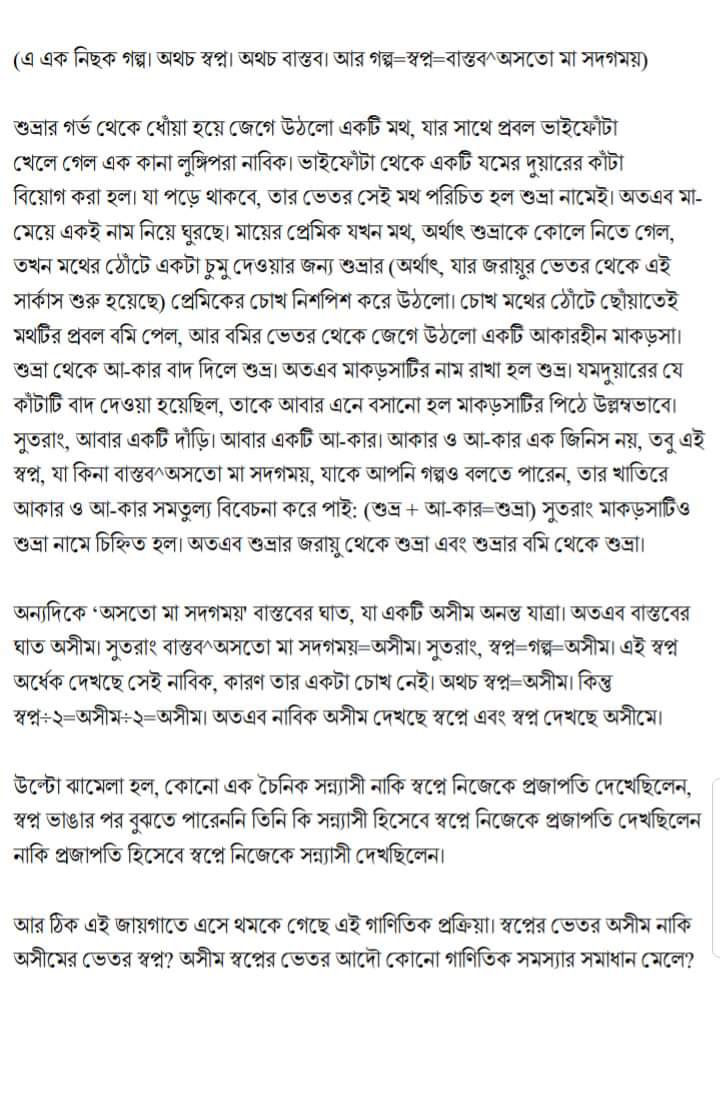 (এ এক নিছক গল্প। অথচ স্বপ্ন। অথচ বাস্তব। আর গল্প=স্বপ্ন=বাস্তব^অসতো মা সদগময়)
শুভ্রার গর্ভ থেকে ধোঁয়া হয়ে জেগে উঠলো একটি মথ, যার সাথে প্রবল ভাইফোঁটা
খেলে গেল এক কানা লুঙ্গিপরা নাবিক। ভাইফোঁটা থেকে একটি যমের দুয়ারের কাঁটা
বিয়োগ করা হল। যা পড়ে থাকবে, তার ভেতর সেই মথ পরিচিত হল শুভ্রা নামেই। অতএব মা-
মেয়ে একই নাম নিয়ে ঘুরছে। মায়ের প্রেমিক যখন মথ, অর্থাৎ শুভ্রাকে কোলে নিতে গেল,
তখন মথের ঠোঁটে একটা চুমু দেওয়ার জন্য শুভ্রার (অর্থাৎ, যার জরায়ুর ভেতর থেকে এই
সার্কাস শুরু হয়েছে) প্রেমিকের চোখ নিশপিশ করে উঠলো। চোখ মথের ঠোঁটে ছোঁয়াতেই
মথটির প্রবল বমি পেল, আর বমির ভেতর থেকে জেগে উঠলো একটি আকারহীন মাকড়সা।
শুভ্রা থেকে আ-কার বাদ দিলে শুভ্র। অতএব মাকড়সাটির নাম রাখা হল শুভ্র। যমদুয়ারের যে
কাঁটাটি বাদ দেওয়া হয়েছিল, তাকে আবার এনে বসানো হল মাকড়সাটির পিঠে উল্লম্বভাবে।
সুতরাং, আবার একটি দাঁড়ি। আবার একটি আ-কার। আকার ও আ-কার এক জিনিস নয়, তবু এই
স্বপ্ন, যা কিনা বাস্তব^অসতো মা সদগময়, যাকে আপনি গল্পও বলতে পারেন, তার খাতিরে
আকার ও আ-কার সমতুল্য বিবেচনা করে পাই: (শুভ্র + আ-কার=শুভ্রা) সুতরাং মাকড়সাটিও
শুভ্রা নামে চিহ্নিত হল। অতএব শুভ্রার জরায়ু থেকে শুভ্রা এবং শুভ্রার বমি থেকে শুভ্রা।
অন্যদিকে ‘অসতো মা সদগময়' বাস্তবের ঘাত, যা একটি অসীম অনন্ত যাত্রা। অতএব বাস্তবের
ঘাত অসীম। সুতরাং বাস্তব^অসতো মা সদগময়=অসীম। সুতরাং, স্বপ্ন=গল্প=অসীম। এই স্বপ্ন
অর্ধেক দেখছে সেই নাবিক, কারণ তার একটা চোখ নেই। অথচ স্বপ্ন=অসীম। কিন্তু
স্বপ্ন÷২=অসীম÷২=অসীম। অতএব নাবিক অসীম দেখছে স্বপ্নে এবং স্বপ্ন দেখছে অসীমে।
উল্টো ঝামেলা হল, কোনো এক চৈনিক সন্ন্যাসী নাকি স্বপ্নে নিজেকে প্রজাপতি দেখেছিলেন,
স্বপ্ন ভাঙার পর বুঝতে পারেননি তিনি কি সন্ন্যাসী হিসেবে স্বপ্নে নিজেকে প্রজাপতি দেখছিলেন
নাকি প্রজাপতি হিসেবে স্বপ্নে নিজেকে সন্ন্যাসী দেখছিলেন।
আর ঠিক এই জায়গাতে এসে থমকে গেছে এই গাণিতিক প্রক্রিয়া। স্বপ্নের ভেতর অসীম নাকি
অসীমের ভেতর স্বপ্ন? অসীম স্বপ্নের ভেতর আদৌ কোনো গাণিতিক সমস্যার সমাধান মেলে?